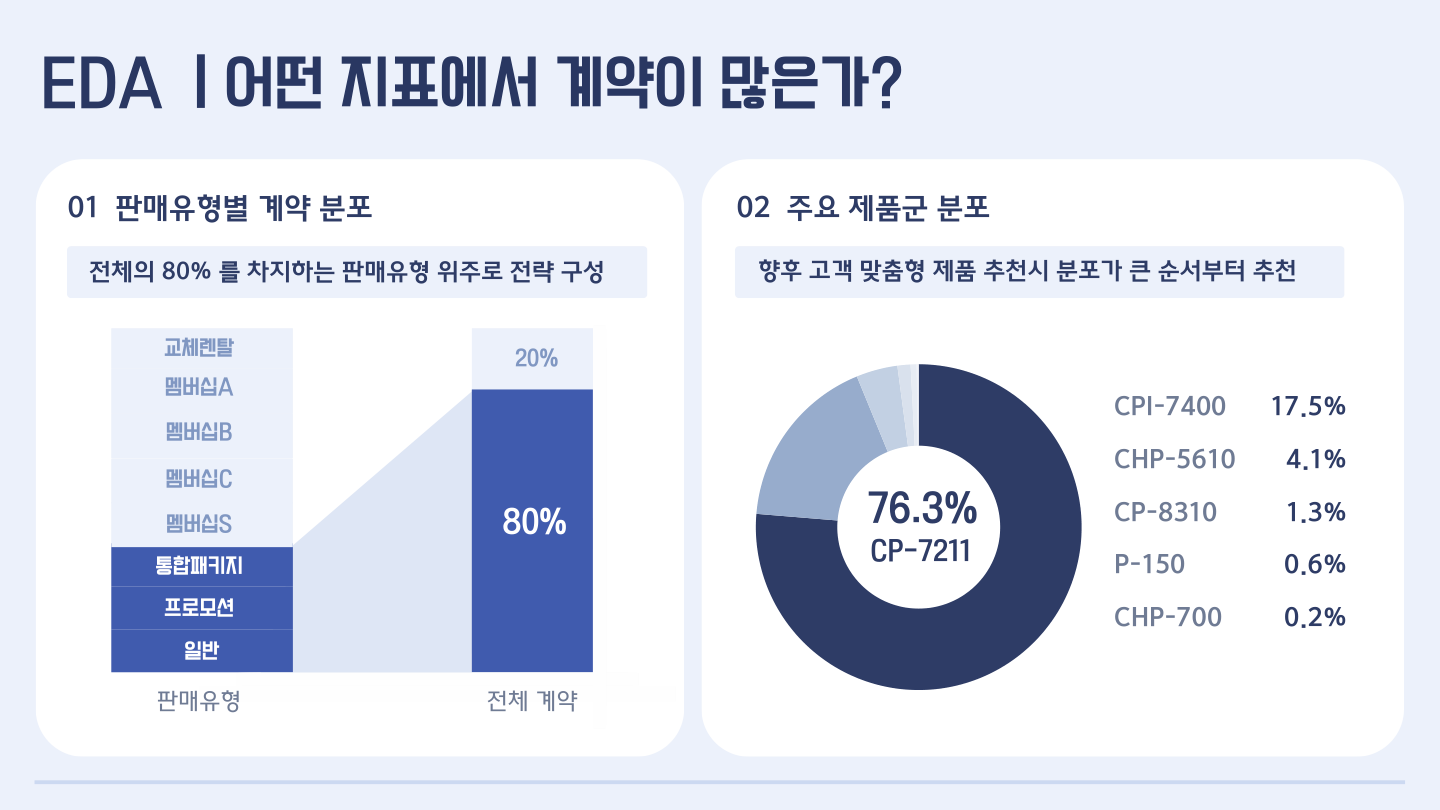 EDA | 어떤 지표에서 계약이 많은가?
01 판매유형별 계약 분포
전체의 80% 를 차지하는 판매유형 위주로 전략 구성
교체렌탈
멤버십A
멤버십B
멤버십C
멤버십S
통합패키지
프로모션
일반
판매유형
20%
80%
전체 계약
02 주요 제품군 분포
향후 고객 맞춤형 제품 추천시 분포가 큰 순서부터 추천
76.3%
CP-7211
CPI-7400 17.5%
CHP-5610 4.1%
CP-8310 1.3%
P-150 0.6%
CHP-700 0.2%